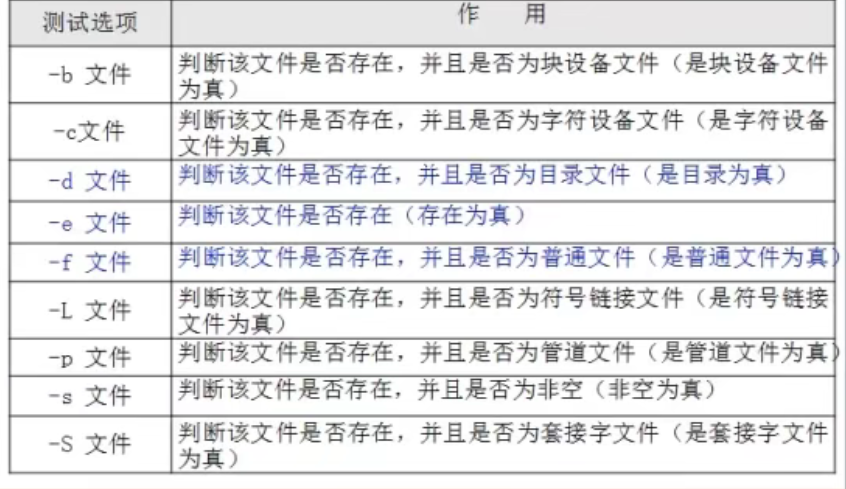 测试选项 作 用
-b 文件 判断该文件是否存在，并且是否为块设备文件（是块设备文件
为真）
-c文件 判断该文件是否存在，并且是否为字符设备文件（是字符设备
文件为真）
-d 文件 判断该文件是否存在，并且是否为目录文件（是目录为真）
-e 文件 判断该文件是否存在（存在为真）
-f 文件 判断该文件是否存在，并且是否为普通文件（是普通文件为真）
-L 文件 判断该文件是否存在，并且是否为符号链接文件（是符号链接
文件为真）
-p 文件 判断该文件是否存在，并且是否为管道文件（是管道文件为真）
-s 文件 判断该文件是否存在，并且是否为非空（非空为真）
-S 文件 判断该文件是否存在，并且是否为套接字文件（是套接字文件
为真）